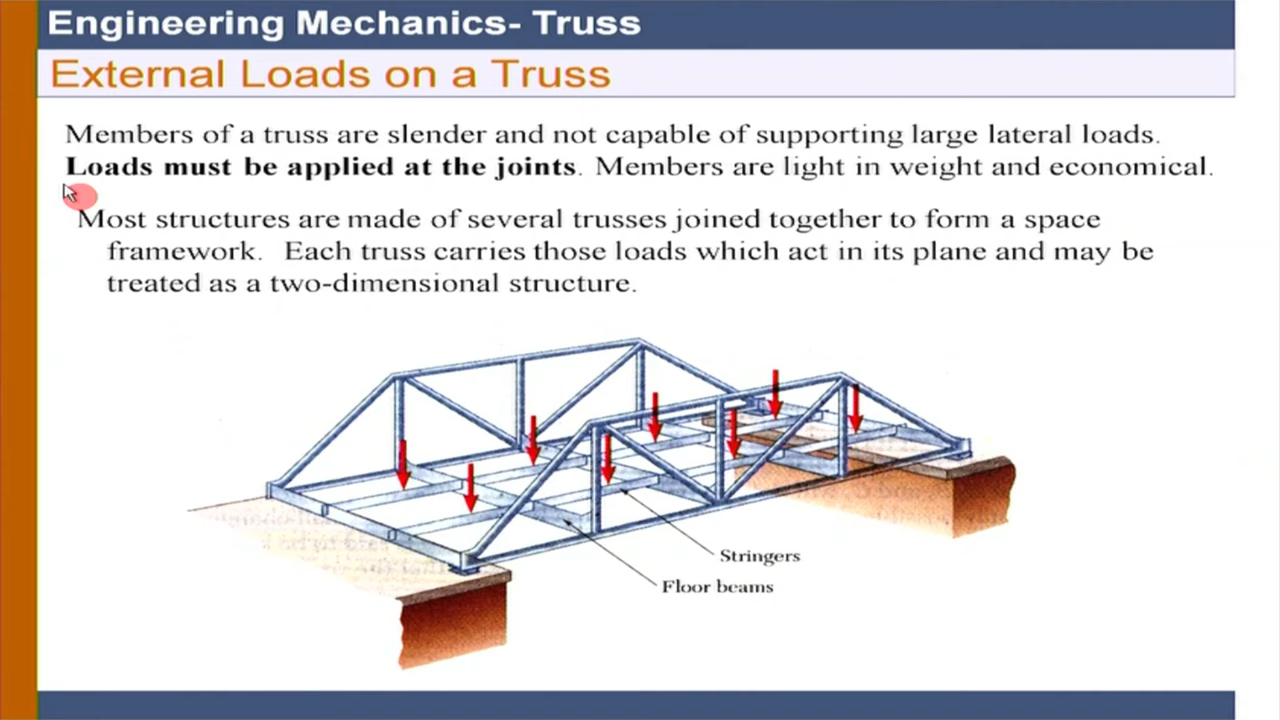 Engineering Mechanics- Truss
External Loads on a Truss
Members of a truss are slender and not capable of supporting large lateral loads.
Loads must be applied at the joints. Members are light in weight and economical.
Most structures are made of several trusses joined together to form a space
framework. Each truss carries those loads which act in its plane and may be
treated as a two-dimensional structure.
Stringers
Floor beams